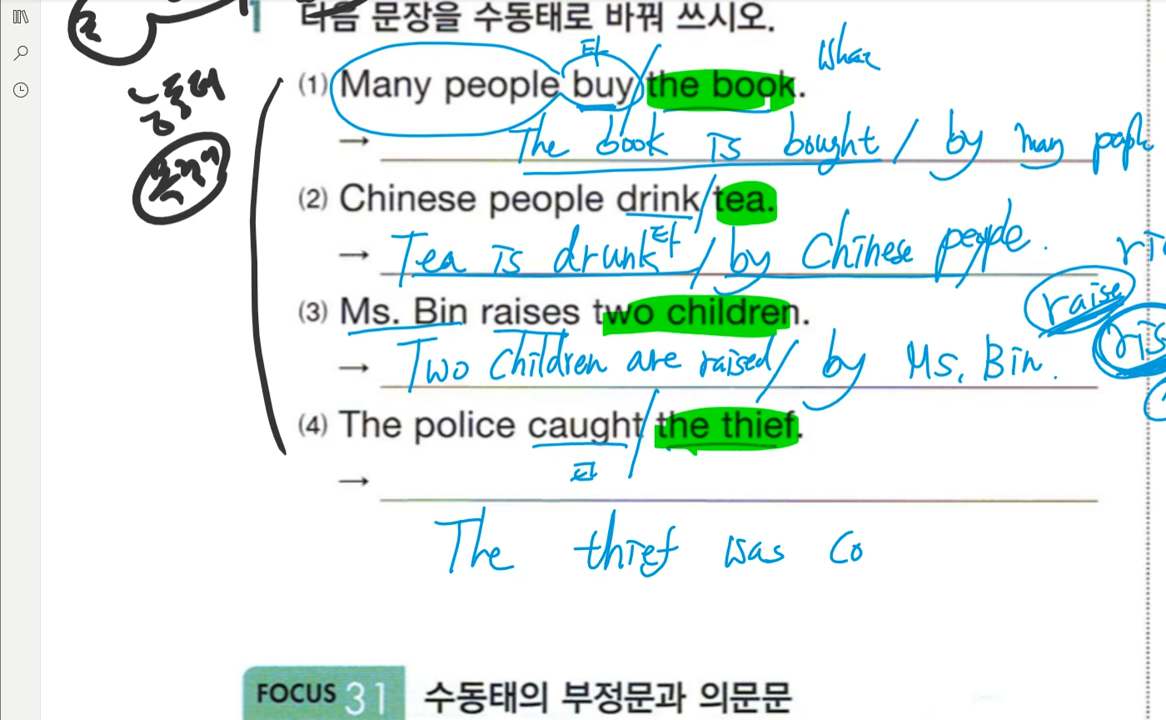 1 다음 문장을 수동태로 바꿔 쓰시오.
능동태
목적어
타
What
(1) Many people buy / the book.
→ The book is bought / by many people
(2) Chinese people drink / tea.
타
→ Tea is drunk / by Chinese people.
raise
(3) Ms. Bin raises two children.
→ Two children are raised / by Ms. Bin.
(4) The police caught / the thief.
타
→
The thief was co
FOCUS 31 수동태의 부정문과 의문문